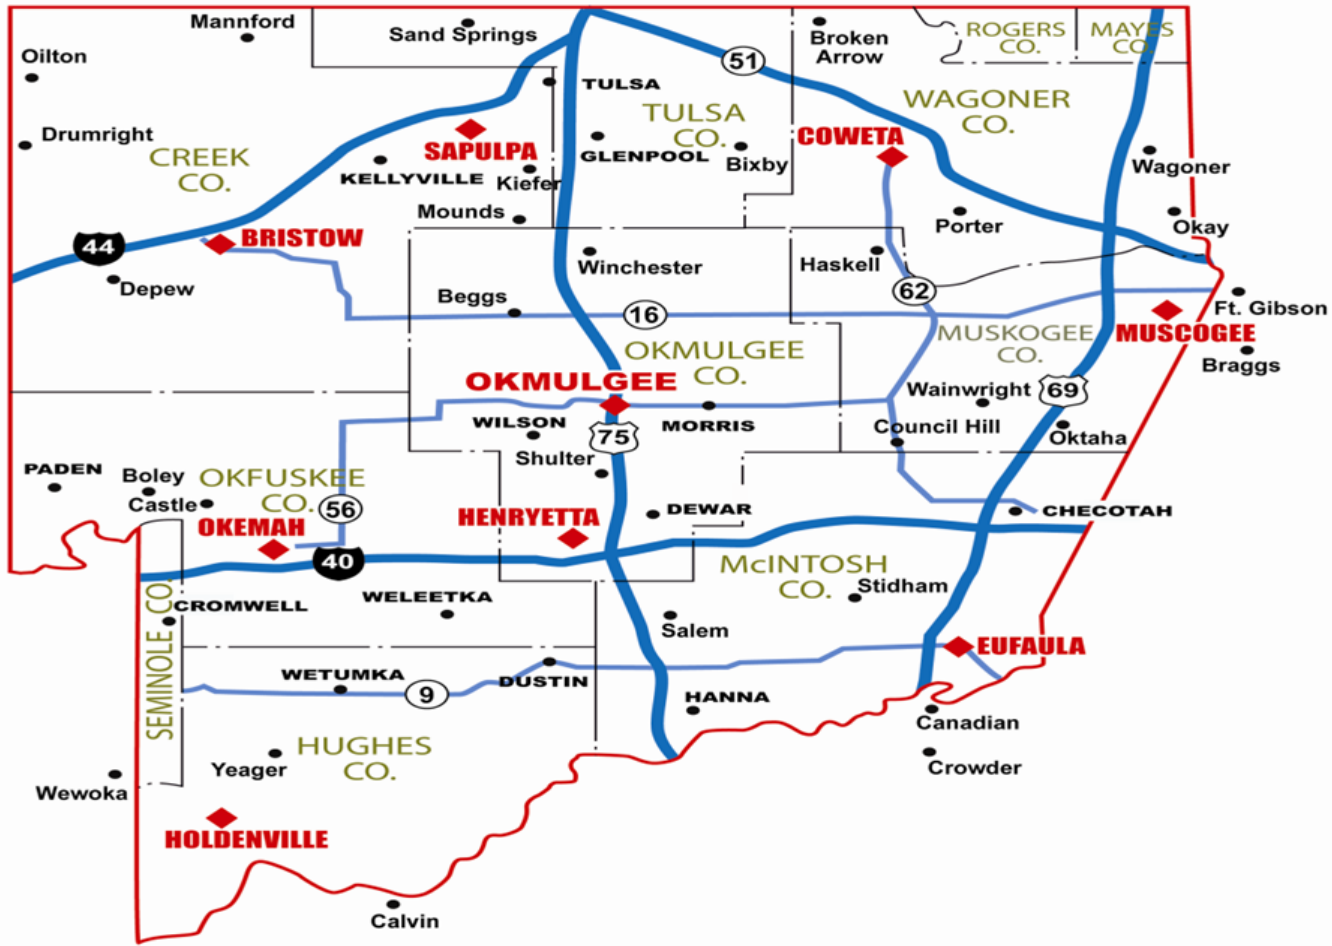 Mannford
Sand Springs
Broken
Arrow
ROGERS
CO.
MAYES
CO.
Oilton
51
TULSA
TULSA
CO.
WAGONER
CO.
Drumright
CREEK
CO.
SAPULPA
GLENPOOL
Bixby
COWETA
Wagoner
KELLYVILLE
Kiefer
Mounds
Porter
Okay
44
BRISTOW
Winchester
Haskell
Depew
Beggs
62
16
Ft. Gibson
MUSKOGEE
CO.
MUSCOGEE
Braggs
OKMULGEE
CO.
OKMULGEE
Wainwright
69
WILSON
75
MORRIS
Council Hill
Oktaha
Shulter
PADEN
Boley
Castle
OKFUSKEE
CO.
56
OKEMAH
HENRYETTA
DEWAR
CHECOTAH
40
McINTOSH
CO.
Stidham
SEMINOLE CO.
CROMWELL
WELEETKA
Salem
EUFAULA
WETUMKA
9
DUSTIN
HANNA
Canadian
HUGHES
CO.
Yeager
Crowder
Wewoka
HOLDENVILLE
Calvin